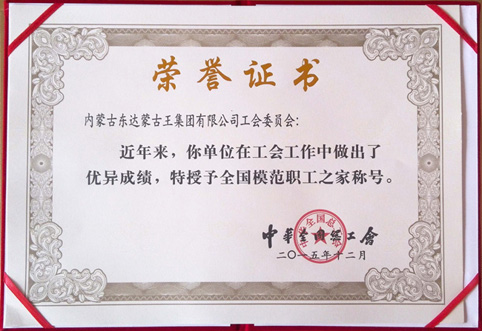 荣誉证书
内蒙古东达蒙古王集团有限公司工会委员会：
近年来，你单位在工会工作中做出了
优异成绩，特授予全国模范职工之家称号。
中華全国總工會
二〇一五年十二月